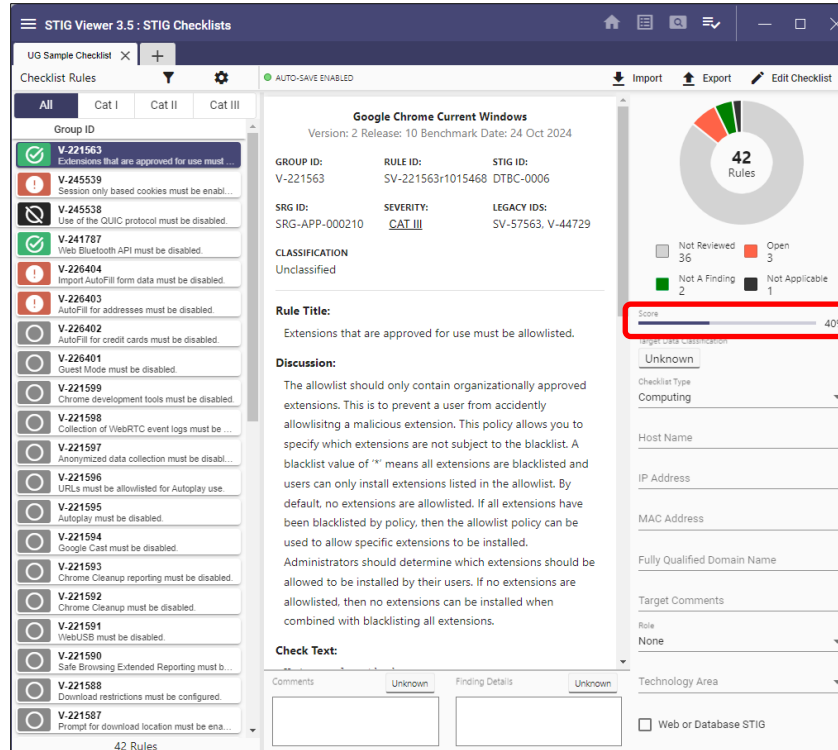 STIG Viewer 3.5 : STIG Checklists
UG Sample Checklist
Checklist Rules
AUTO-SAVE ENABLED
Import
Export
Edit Checklist
All
Cat I
Cat II
Cat III
Group ID
V-221563
Extensions that are approved for use must ...
V-245539
Session only based cookies must be enabl...
V-245538
Use of the QUIC protocol must be disabled.
V-241787
Web Bluetooth API must be disabled.
V-226404
Import AutoFill form data must be disabled.
V-226403
AutoFill for addresses must be disabled.
V-226402
AutoFill for credit cards must be disabled.
V-226401
Guest Mode must be disabled.
V-221599
Chrome development tools must be disabled.
V-221598
Collection of WebRTC event logs must be ...
V-221597
Anonymized data collection must be disabl...
V-221596
URLs must be allowlisted for Autoplay use.
V-221595
Autoplay must be disabled.
V-221594
Google Cast must be disabled.
V-221593
Chrome Cleanup reporting must be disabled.
V-221592
Chrome Cleanup must be disabled.
V-221591
WebUSB must be disabled.
V-221590
Safe Browsing Extended Reporting must b...
V-221588
Download restrictions must be configured.
V-221587
Prompt for download location must be ena...
42 Rules
Google Chrome Current Windows
Version: 2 Release: 10 Benchmark Date: 24 Oct 2024
GROUP ID: RULE ID: STIG ID:
V-221563 SV-221563r1015468 DTBC-0006
SRG ID: SEVERITY: LEGACY IDS:
SRG-APP-000210 CAT III SV-57563, V-44729
CLASSIFICATION
Unclassified
Rule Title:
Extensions that are approved for use must be allowlisted.
Discussion:
The allowlist should only contain organizationally approved
extensions. This is to prevent a user from accidently
allowlisitng a malicious extension. This policy allows you to
specify which extensions are not subject to the blacklist. A
blacklist value of '*' means all extensions are blacklisted and
users can only install extensions listed in the allowlist. By
default, no extensions are allowlisted. If all extensions have
been blacklisted by policy, then the allowlist policy can be
used to allow specific extensions to be installed.
Administrators should determine which extensions should be
allowed to be installed by their users. If no extensions are
allowlisted, then no extensions can be installed when
combined with blacklisting all extensions.
Check Text:
Comments
Unknown
Finding Details
Unknown
42
Rules
Not Reviewed
36
Open
3
Not A Finding
2
Not Applicable
1
Score
40%
Target Data Classification
Unknown
Checklist Type
Computing
Host Name
IP Address
MAC Address
Fully Qualified Domain Name
Target Comments
Role
None
Technology Area
Web or Database STIG